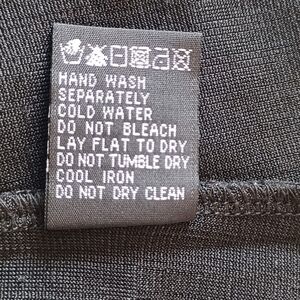 HAND WASH
SEPARATELY
COLD WATER
DO NOT BLEACH
LAY FLAT TO DRY
DO NOT TUMBLE DRY
COOL IRON
DO NOT DRY CLEAN